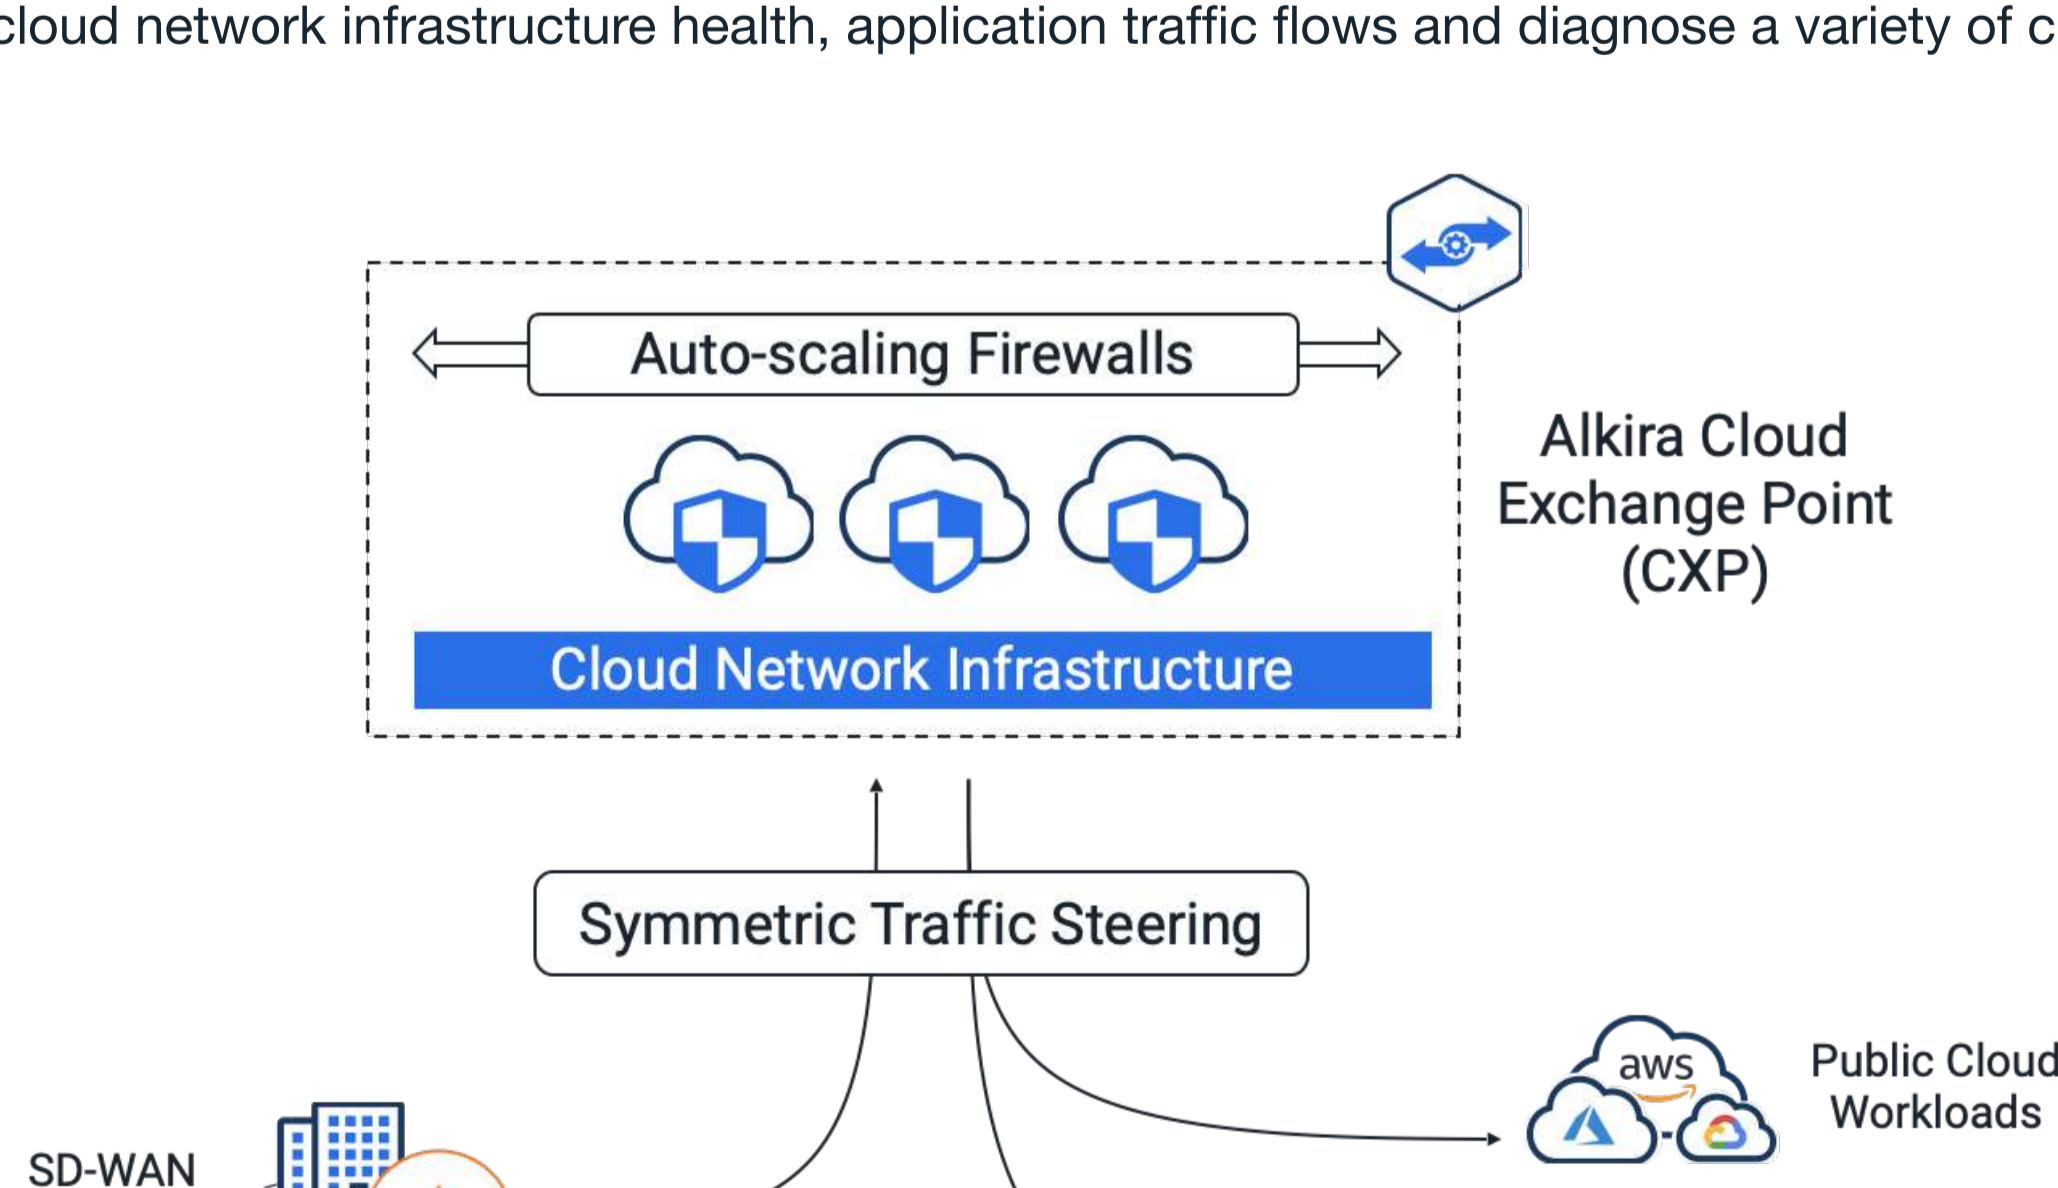 cloud network infrastructure health, application traffic flows and diagnose a variety of c
Auto-scaling Firewalls
Alkira Cloud
Exchange Point
(CXP)
Cloud Network Infrastructure
Symmetric Traffic Steering
aws
Public Cloud
Workloads
SD-WAN